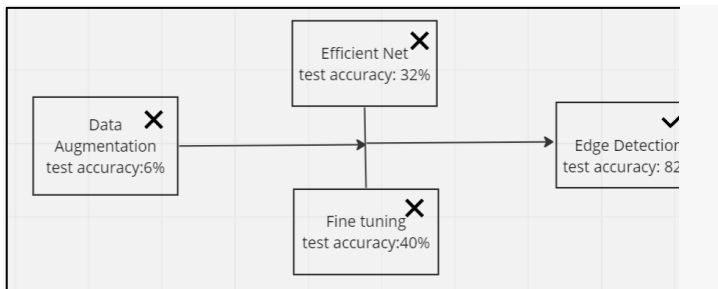 Efficient Net
test accuracy: 32%
Data
Augmentation
test accuracy:6%
Edge Detection
test accuracy: 82
Fine tuning
test accuracy:40%